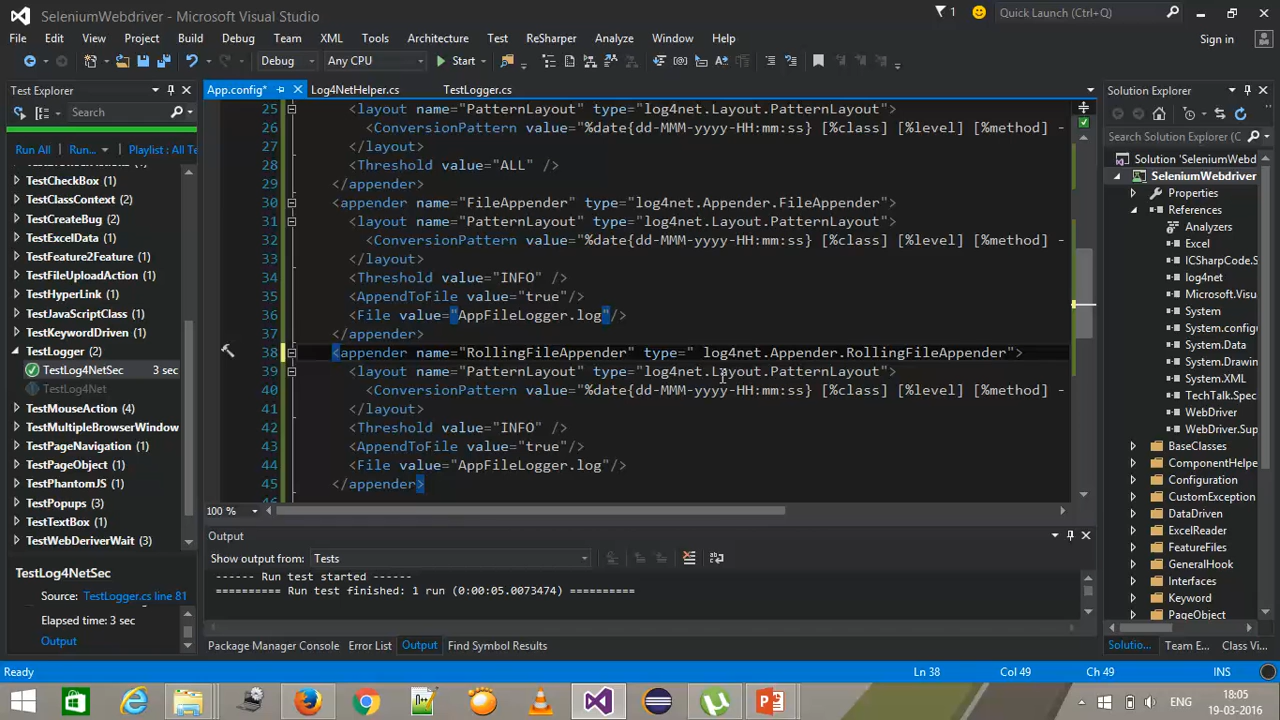 SeleniumWebdriver - Microsoft Visual Studio
1
Quick Launch (Ctrl+Q)
File Edit View Project Build Debug Team XML Tools Architecture Test ReSharper Analyze Window Help
Sign in
Debug Any CPU Start
Test Explorer
App.config* Log4NetHelper.cs TestLogger.cs
Solution Explorer
Search
Search Solution Explorer (Ctrl+
Run All Run... Playlist : All Te
TestCheckBox (1)
TestClassContext (2)
TestCreateBug (1)
TestExcelData (1)
TestFeature2Feature (1)
TestFileUploadAction (1)
TestHyperLink (1)
TestJavaScriptClass (1)
TestKeywordDriven (1)
TestLogger (2)
TestLog4NetSec 3 sec
TestLog4Net
TestMouseAction (1)
TestMultipleBrowserWindow
TestPageNavigation (1)
TestPageObject (1)
TestPhantomJS (1)
TestPopups (3)
TestTextBox (1)
TestWebDeriverWait (3)
TestLog4NetSec
Source: TestLogger.cs line 81
Elapsed time: 3 sec
Output
25 <layout name="PatternLayout" type="log4net.Layout.PatternLayout">
26 <ConversionPattern value="%date{dd-MMM-yyyy-HH:mm:ss} [%class] [%level] [%method] -
27 </layout>
28 <Threshold value="ALL" />
29 </appender>
30 <appender name="FileAppender" type="log4net.Appender.FileAppender">
31 <layout name="PatternLayout" type="log4net.Layout.PatternLayout">
32 <ConversionPattern value="%date{dd-MMM-yyyy-HH:mm:ss} [%class] [%level] [%method] -
33 </layout>
34 <Threshold value="INFO" />
35 <AppendToFile value="true"/>
36 <File value="AppFileLogger.log"/>
37 </appender>
38 <appender name="RollingFileAppender" type=" log4net.Appender.RollingFileAppender">
39 <layout name="PatternLayout" type="log4net.Layout.PatternLayout">
40 <ConversionPattern value="%date{dd-MMM-yyyy-HH:mm:ss} [%class] [%level] [%method] -
41 </layout>
42 <Threshold value="INFO" />
43 <AppendToFile value="true"/>
44 <File value="AppFileLogger.log"/>
45 </appender>
100 %
Output
Show output from: Tests
------ Run test started ------
========== Run test finished: 1 run (0:00:05.0073474) ==========
Package Manager Console Error List Output Find Symbol Results
Solution 'SeleniumWebd
SeleniumWebdriver
Properties
References
Analyzers
Excel
ICSharpCode.S
log4net
Microsoft.Visu
System
System.config
System.Data
System.Drawin
System.XML
TechTalk.Spec
WebDriver
WebDriver.Sup
BaseClasses
ComponentHelpe
Configuration
CustomException
DataDriven
ExcelReader
FeatureFiles
GeneralHook
Interfaces
Keyword
PageObject
Solutio... Team E... Class Vi...
Ready Ln 38 Col 49 Ch 49 INS
ENG
18:05
19-03-2016